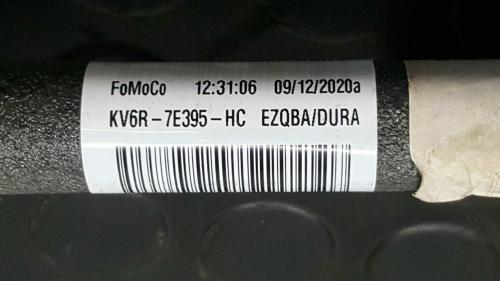 FoMoCo 12:31:06 09/12/2020a
KV6R-7E395-HC EZQBA/DURA